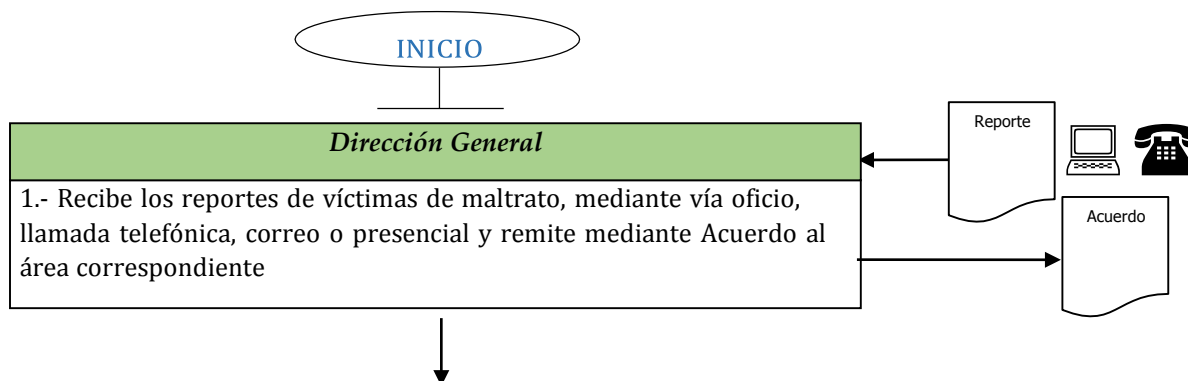 INICIO
Dirección General
Reporte
1.- Recibe los reportes de víctimas de maltrato, mediante vía oficio,
llamada telefónica, correo o presencial y remite mediante Acuerdo al
área correspondiente
Acuerdo